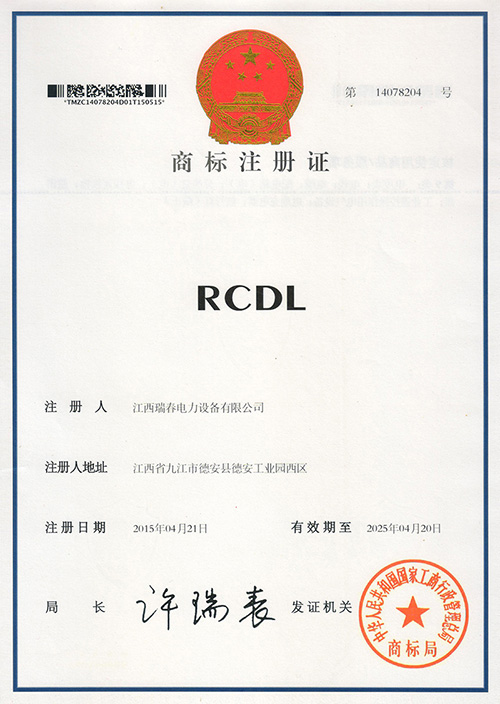 *TMZC14078204D01T150515*
第 14078204 号
商标注册证
RCDL
注册人 江西瑞春电力设备有限公司
注册人地址 江西省九江市德安县德安工业园西区
注册日期 2015年04月21日 有效期至 2025年04月20日
局长 许瑞表 发证机关
中华人民共和国国家工商行政管理总局
商标局